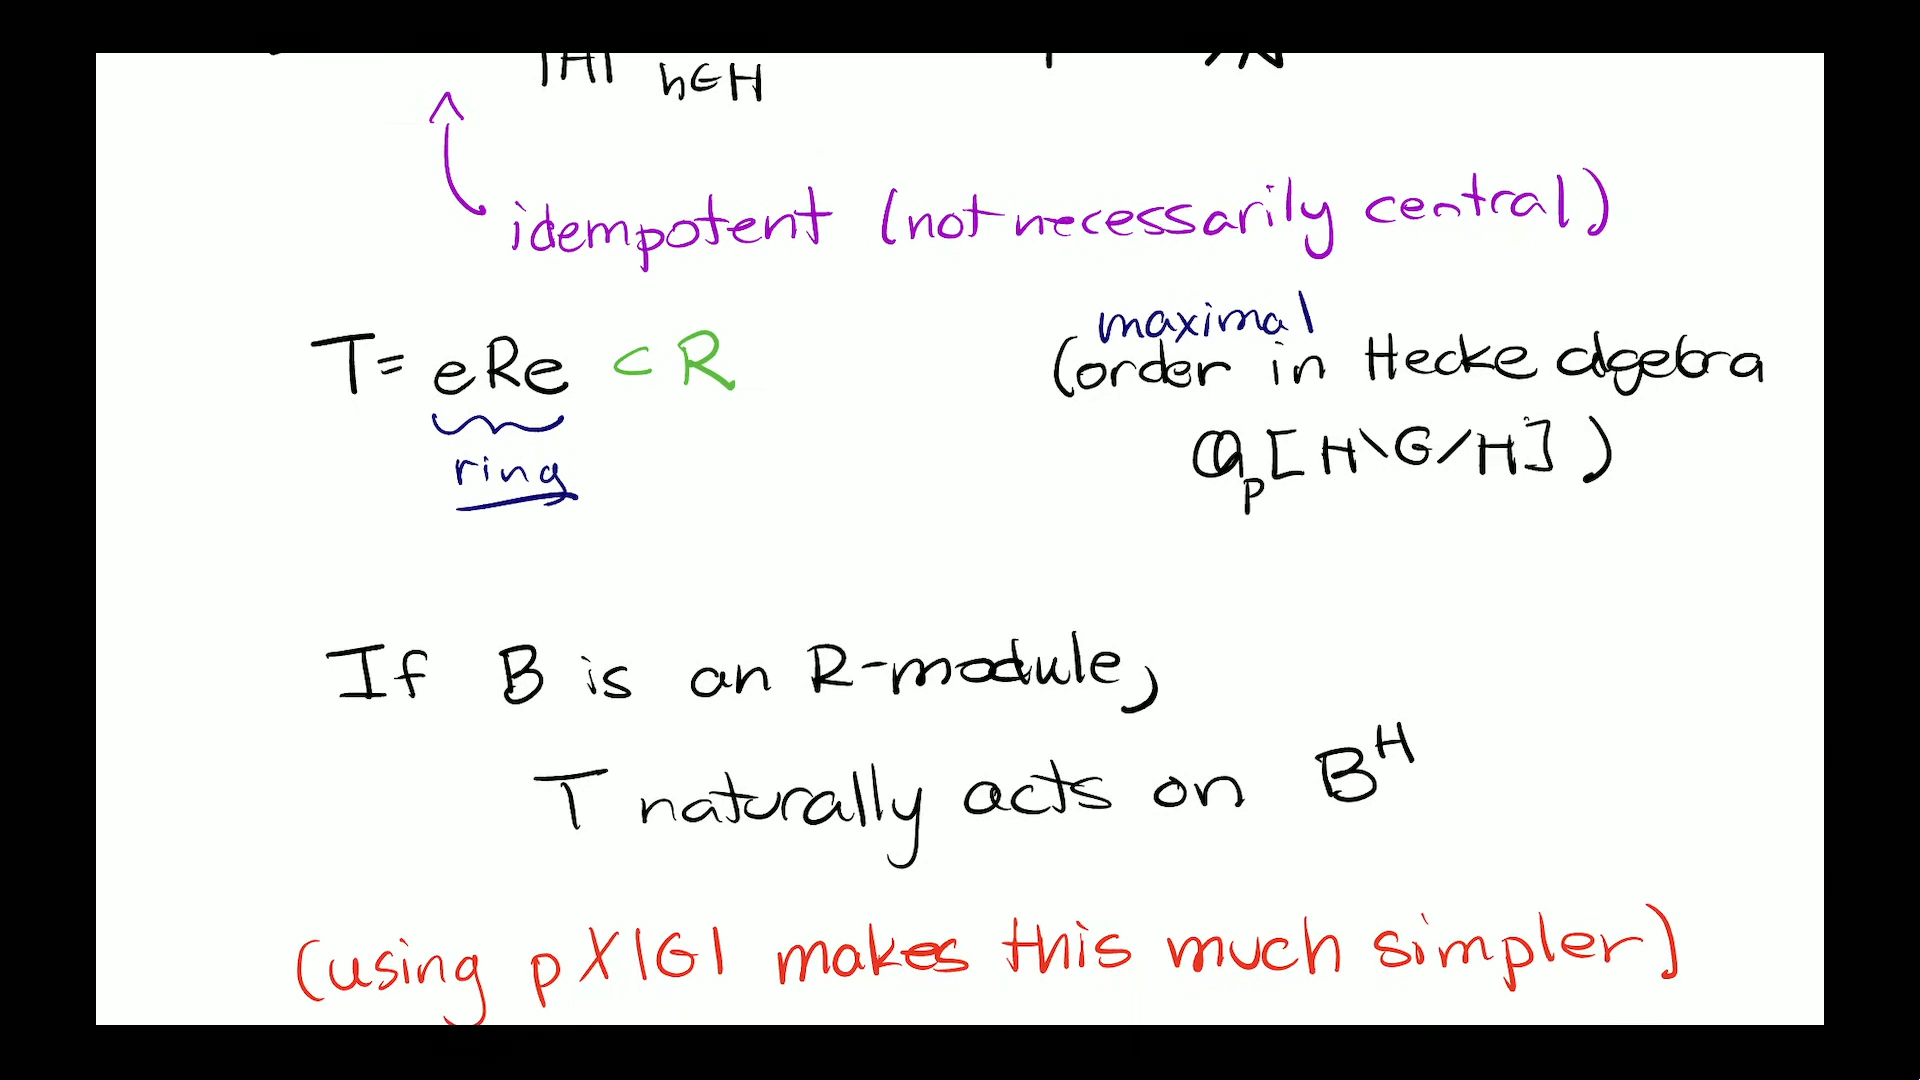 |H| h∈H
idempotent (not necessarily central)
maximal
T= eRe ⊂ R (order in Hecke algebra
ring ℚ_p[H\G/H])
If B is an R-module,
T naturally acts on B^H
(using p∤|G| makes this much simpler)